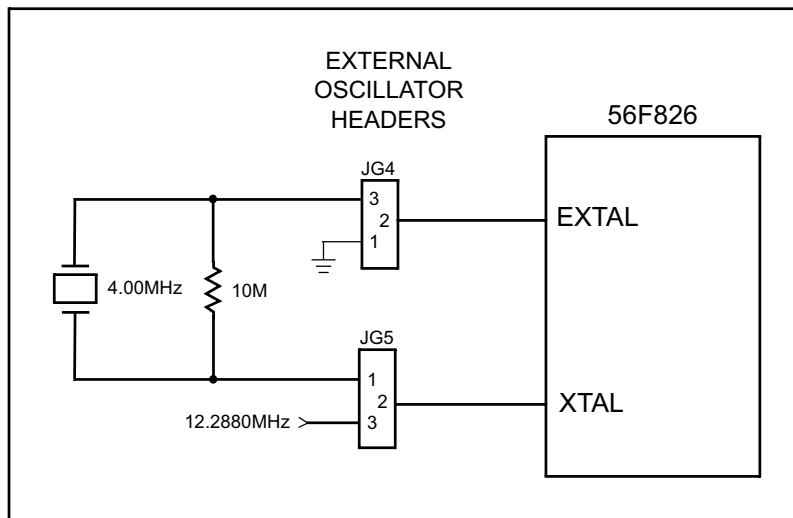 EXTERNAL
OSCILLATOR
HEADERS
56F826
JG4
3
2
1
EXTAL
4.00MHz
10M
JG5
1
2
3
XTAL
12.2880MHz